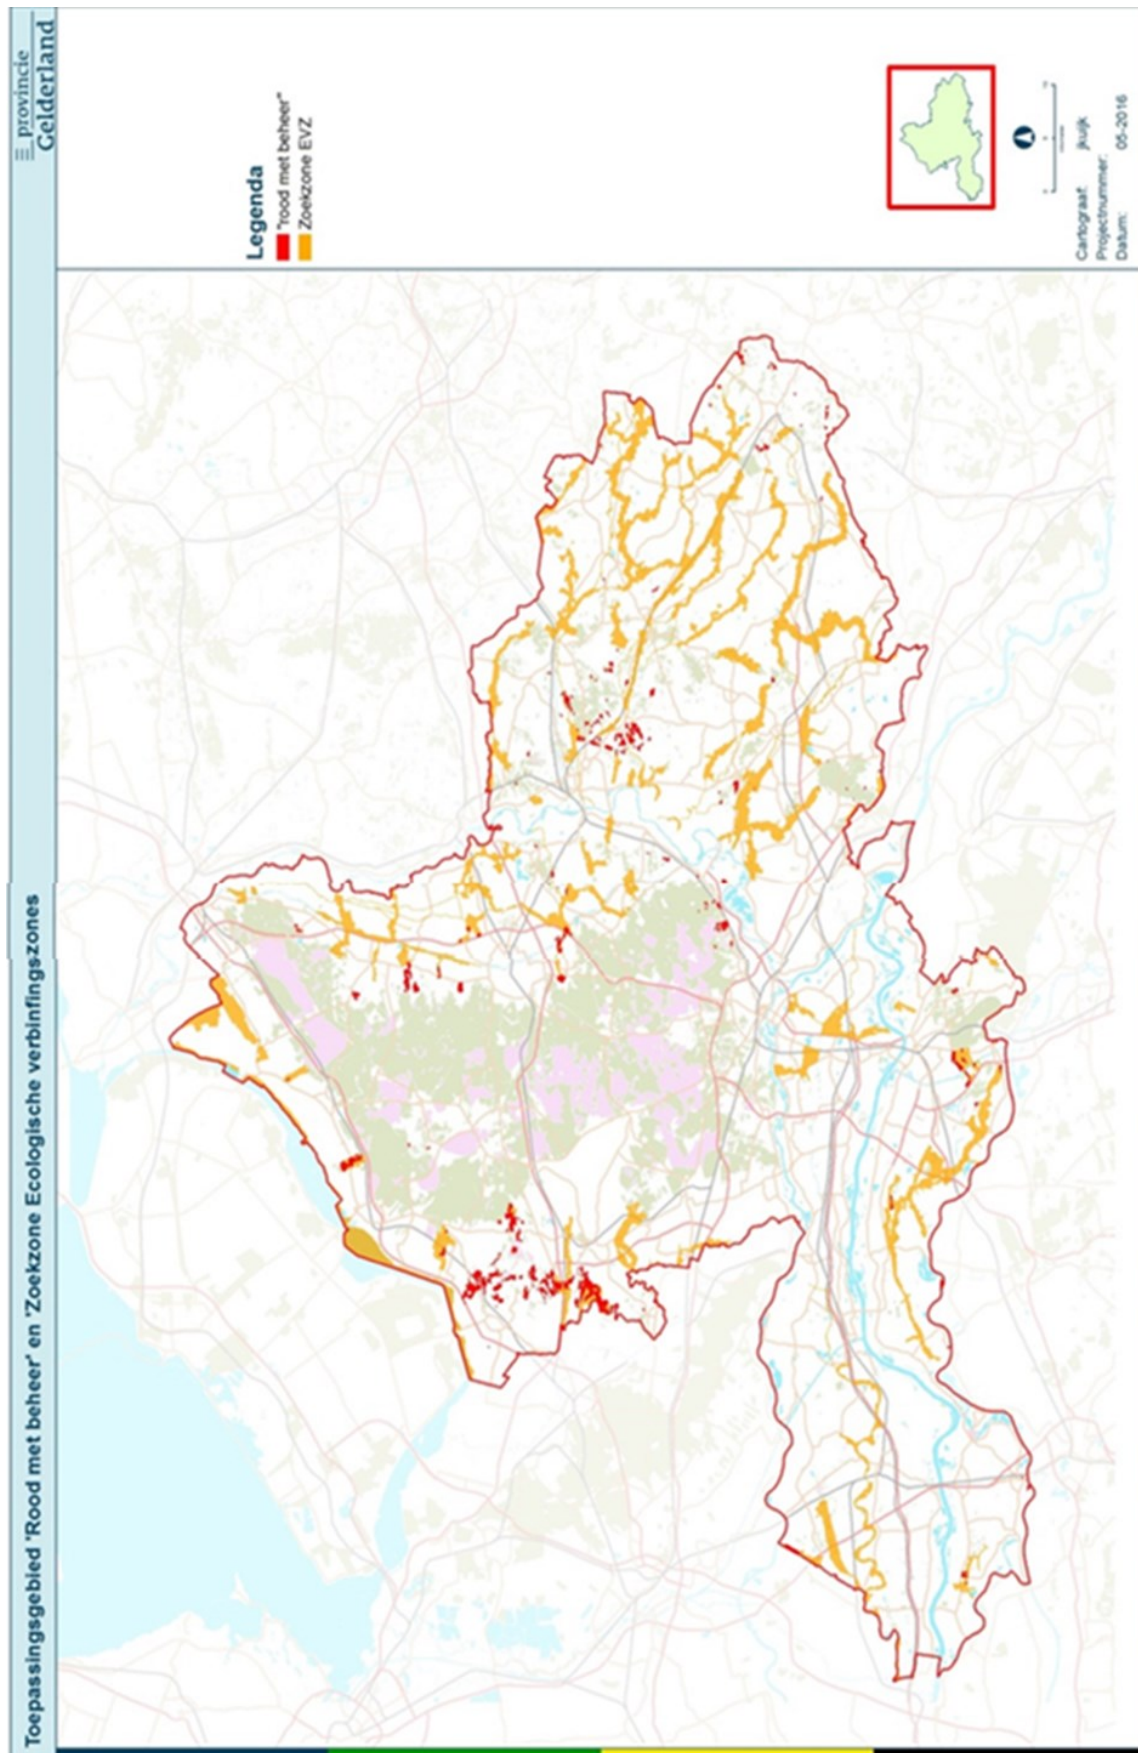 Toepassingsgebied 'Rood met beheer' en 'Zoekzone Ecologische verbinfingszones
provincie
Gelderland
Legenda
"rood met beheer"
Zoekzone EVZ
Cartograaf: jkuijk
Projectnummer:
Datum: 05-2016